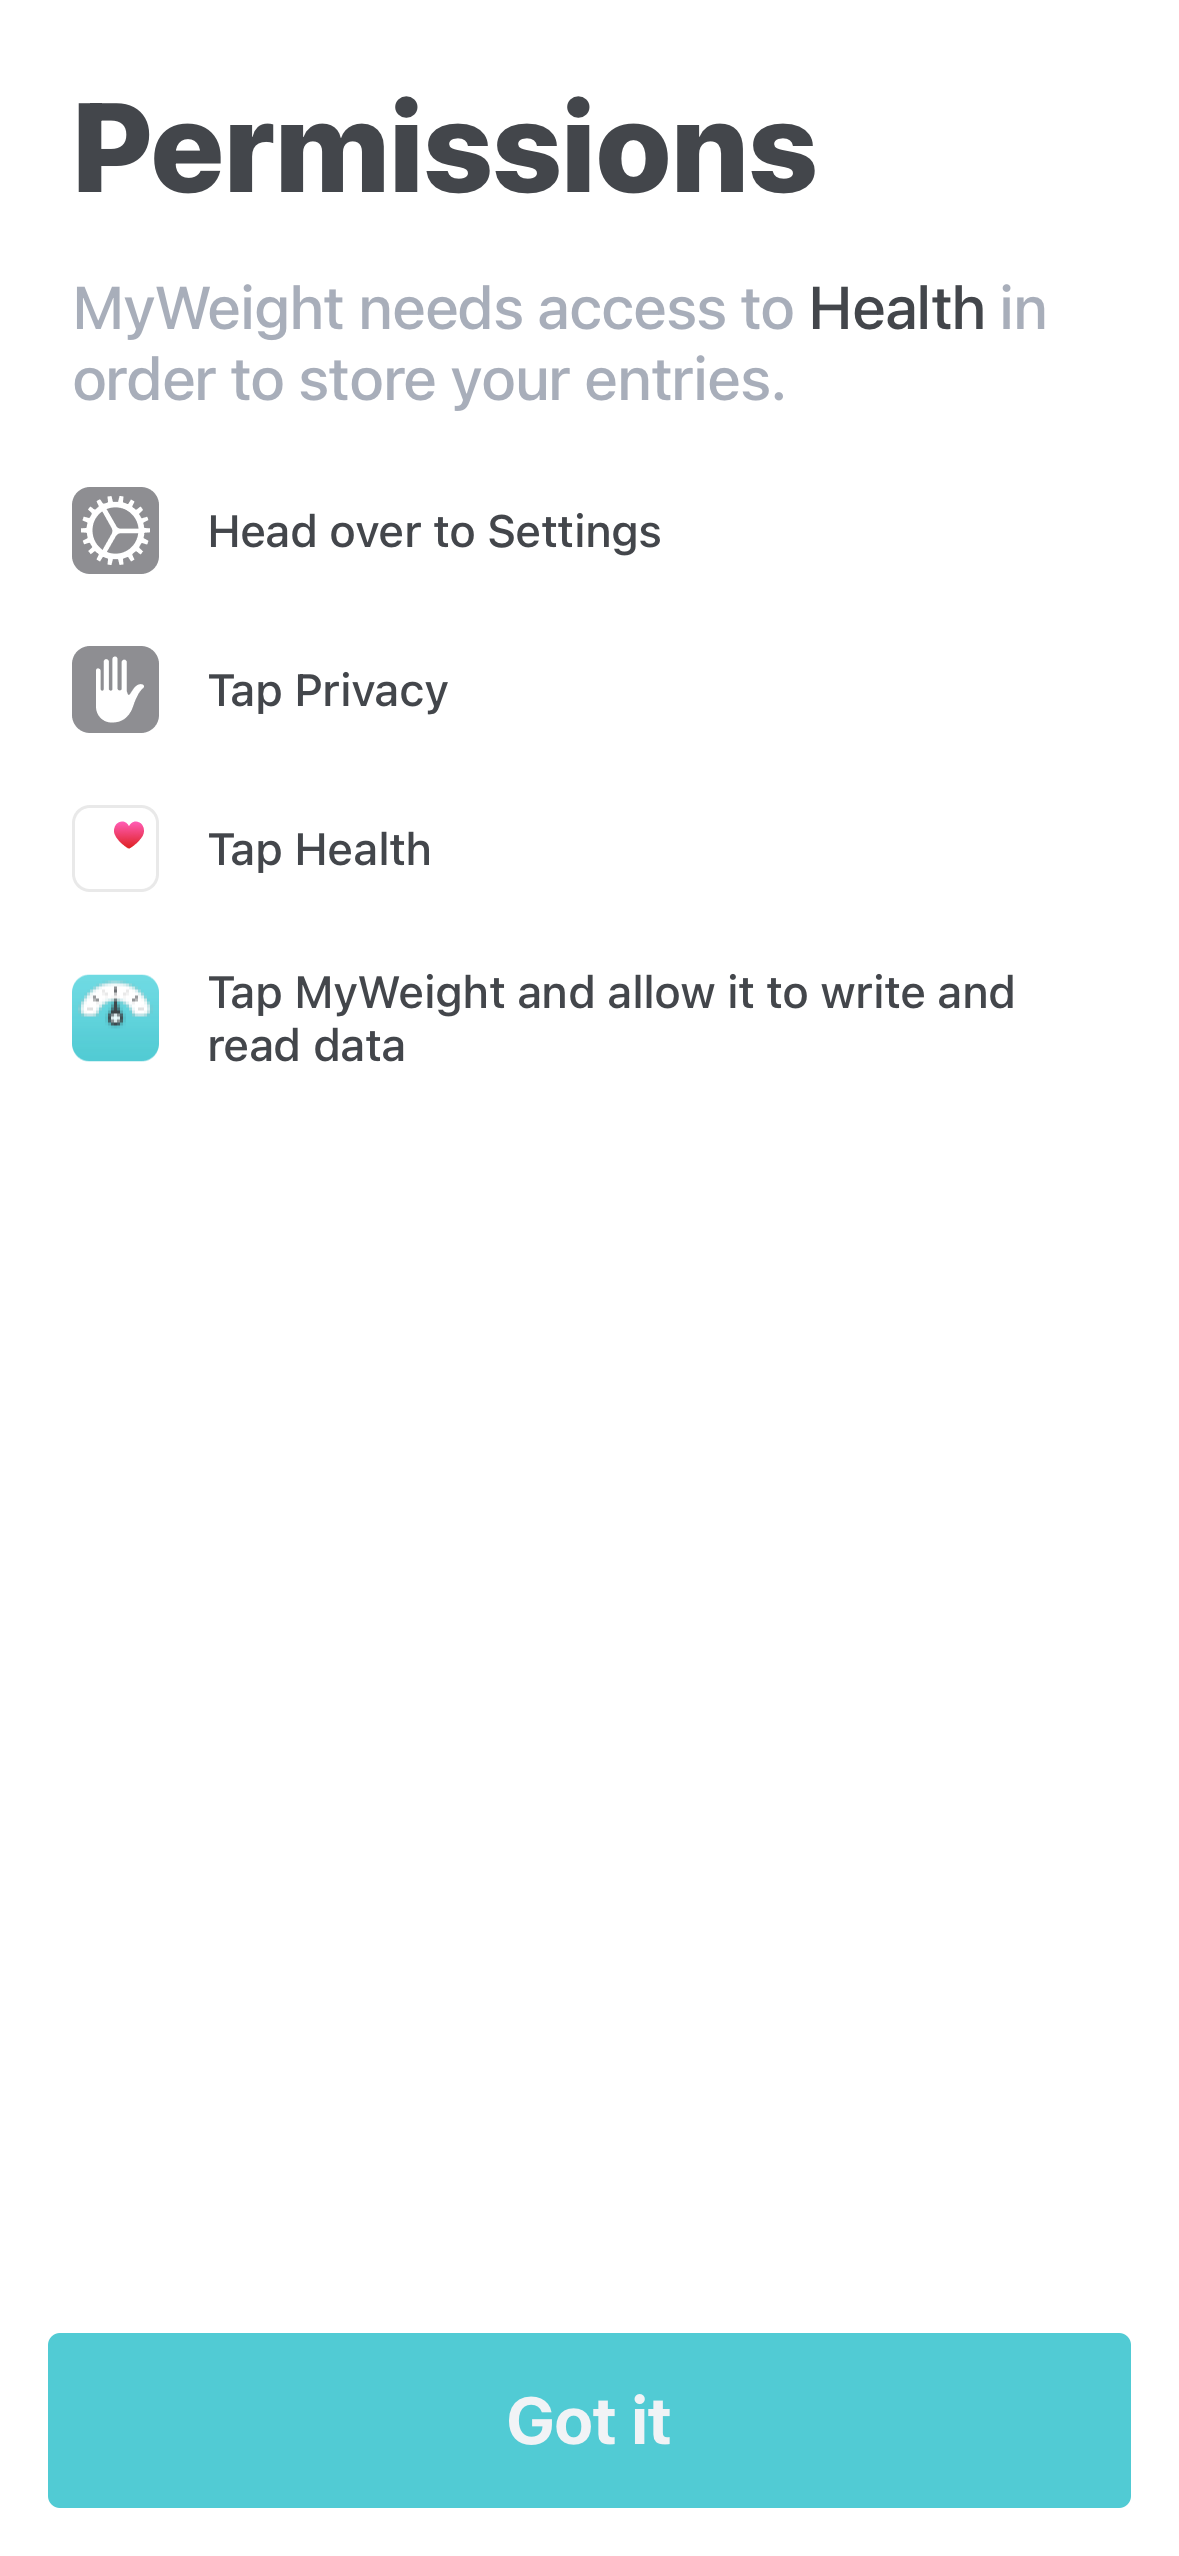 Permissions
MyWeight needs access to Health in
order to store your entries.
Head over to Settings
Tap Privacy
Tap Health
Tap MyWeight and allow it to write and
read data
Got it